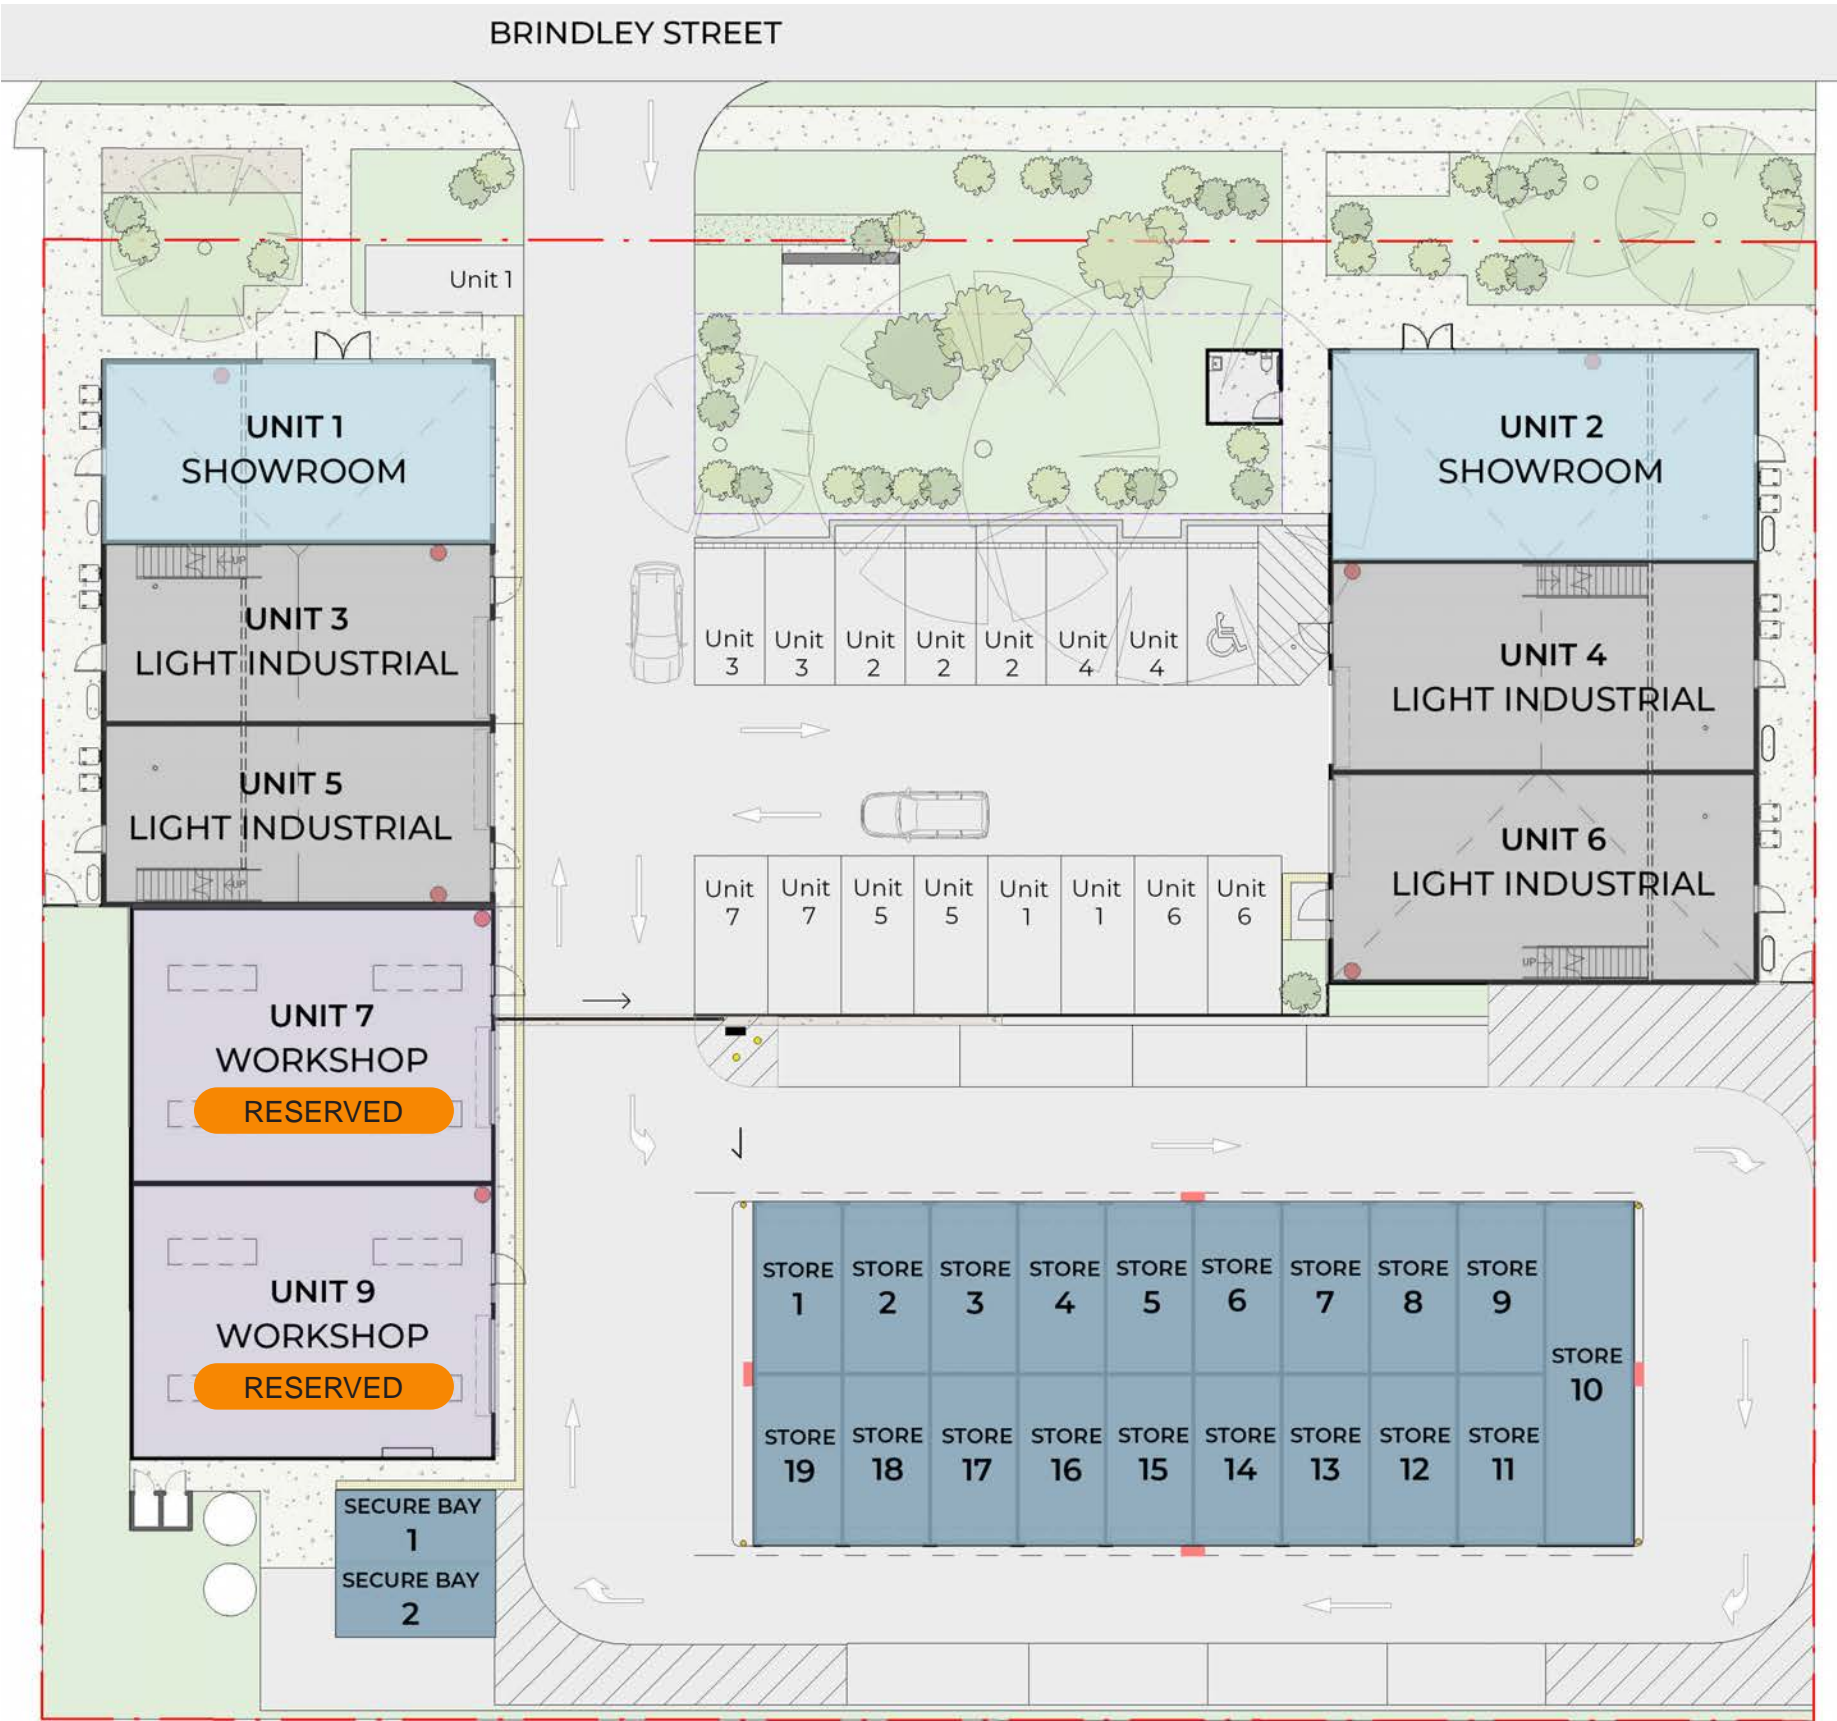 BRINDLEY STREET
Unit 1
UNIT 1
SHOWROOM
UNIT 2
SHOWROOM
UP
UNIT 3
LIGHT INDUSTRIAL
Unit
3
Unit
3
Unit
2
Unit
2
Unit
2
Unit
4
Unit
4
UNIT 4
LIGHT INDUSTRIAL
UNIT 5
LIGHT INDUSTRIAL
UP
Unit
7
Unit
7
Unit
5
Unit
5
Unit
1
Unit
1
Unit
6
Unit
6
UNIT 6
LIGHT INDUSTRIAL
UP
UNIT 7
WORKSHOP
RESERVED
UNIT 9
WORKSHOP
RESERVED
STORE
1
STORE
2
STORE
3
STORE
4
STORE
5
STORE
6
STORE
7
STORE
8
STORE
9
STORE
10
STORE
19
STORE
18
STORE
17
STORE
16
STORE
15
STORE
14
STORE
13
STORE
12
STORE
11
SECURE BAY
1
SECURE BAY
2